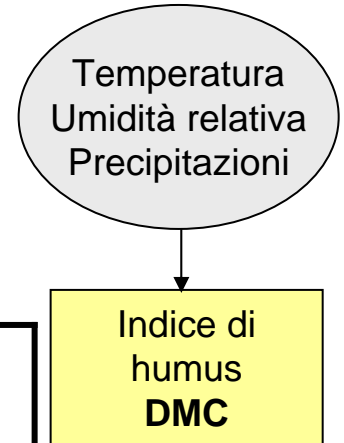 Temperatura
Umidità relativa
Precipitazioni
Indice di
humus
DMC